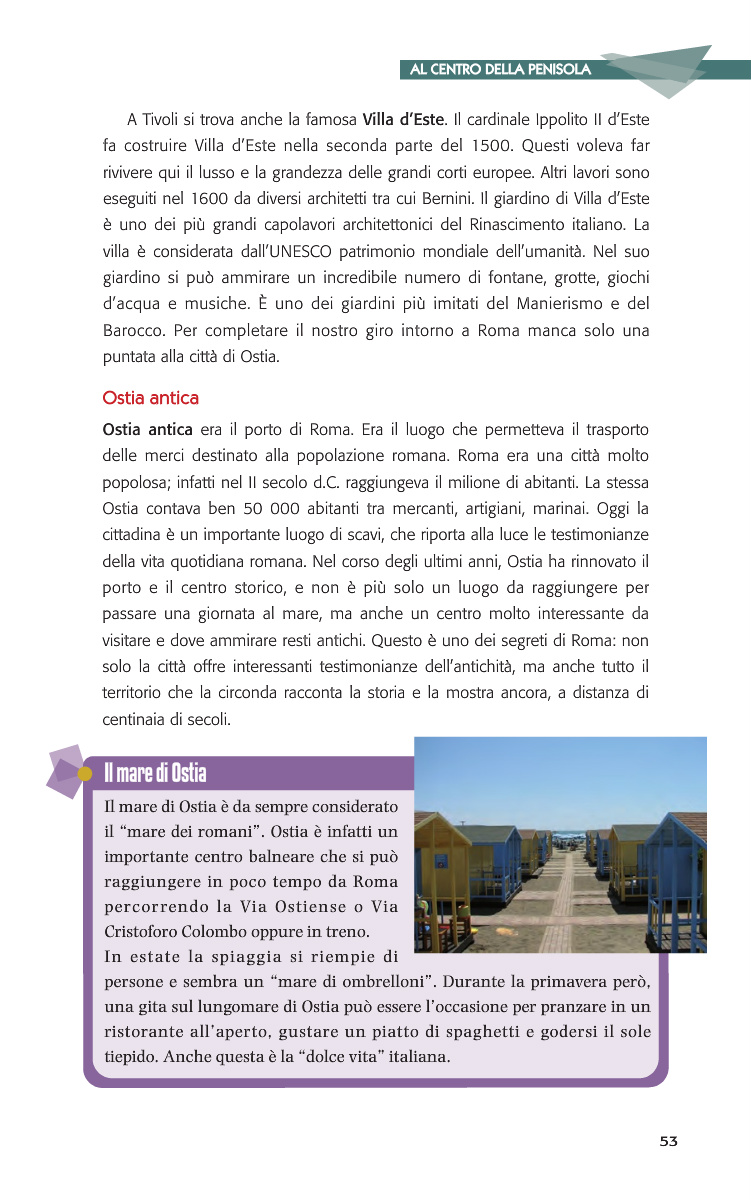 AL CENTRO DELLA PENISOLA
A Tivoli si trova anche la famosa Villa d'Este. Il cardinale Ippolito II d'Este
fa costruire Villa d'Este nella seconda parte del 1500. Questi voleva far
rivivere qui il lusso e la grandezza delle grandi corti europee. Altri lavori sono
eseguiti nel 1600 da diversi architetti tra cui Bernini. Il giardino di Villa d'Este
è uno dei più grandi capolavori architettonici del Rinascimento italiano. La
villa è considerata dall'UNESCO patrimonio mondiale dell'umanità. Nel suo
giardino si può ammirare un incredibile numero di fontane, grotte, giochi
d'acqua e musiche. È uno dei giardini più imitati del Manierismo e del
Barocco. Per completare il nostro giro intorno a Roma manca solo una
puntata alla città di Ostia.
Ostia antica
Ostia antica era il porto di Roma. Era il luogo che permetteva il trasporto
delle merci destinato alla popolazione romana. Roma era una città molto
popolosa; infatti nel II secolo d.C. raggiungeva il milione di abitanti. La stessa
Ostia contava ben 50 000 abitanti tra mercanti, artigiani, marinai. Oggi la
cittadina è un importante luogo di scavi, che riporta alla luce le testimonianze
della vita quotidiana romana. Nel corso degli ultimi anni, Ostia ha rinnovato il
porto e il centro storico, e non è più solo un luogo da raggiungere per
passare una giornata al mare, ma anche un centro molto interessante da
visitare e dove ammirare resti antichi. Questo è uno dei segreti di Roma: non
solo la città offre interessanti testimonianze dell'antichità, ma anche tutto il
territorio che la circonda racconta la storia e la mostra ancora, a distanza di
centinaia di secoli.
Il mare di Ostia
Il mare di Ostia è da sempre considerato
il "mare dei romani". Ostia è infatti un
importante centro balneare che si può
raggiungere in poco tempo da Roma
percorrendo la Via Ostiense o Via
Cristoforo Colombo oppure in treno.
In estate la spiaggia si riempie di
persone e sembra un "mare di ombrelloni". Durante la primavera però,
una gita sul lungomare di Ostia può essere l'occasione per pranzare in un
ristorante all'aperto, gustare un piatto di spaghetti e godersi il sole
tiepido. Anche questa è la "dolce vita" italiana.
53